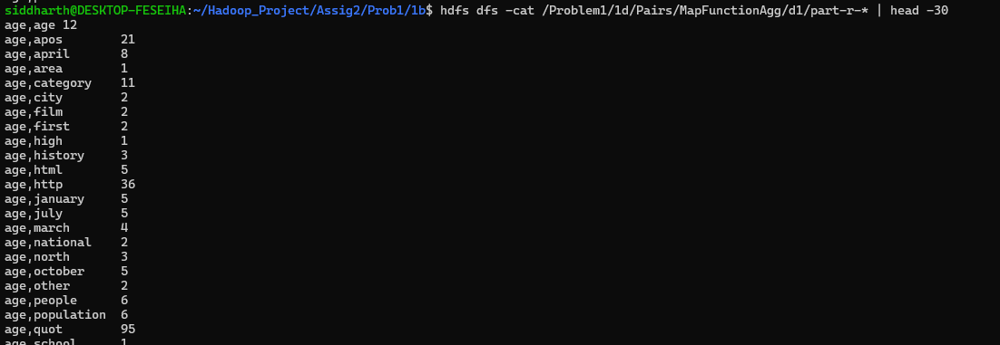 siddharth@DESKTOP-FESEIHA:~/Hadoop_Project/Assig2/Prob1/1b$ hdfs dfs -cat /Problem1/1d/Pairs/MapFunctionAgg/d1/part-r-* | head -30
age,age 12
age,apos 21
age,april 8
age,area 1
age,category 11
age,city 2
age,film 2
age,first 2
age,high 1
age,history 3
age,html 5
age,http 36
age,january 5
age,july 5
age,march 4
age,national 2
age,north 3
age,october 5
age,other 2
age,people 6
age,population 6
age,quot 95
age,school 1